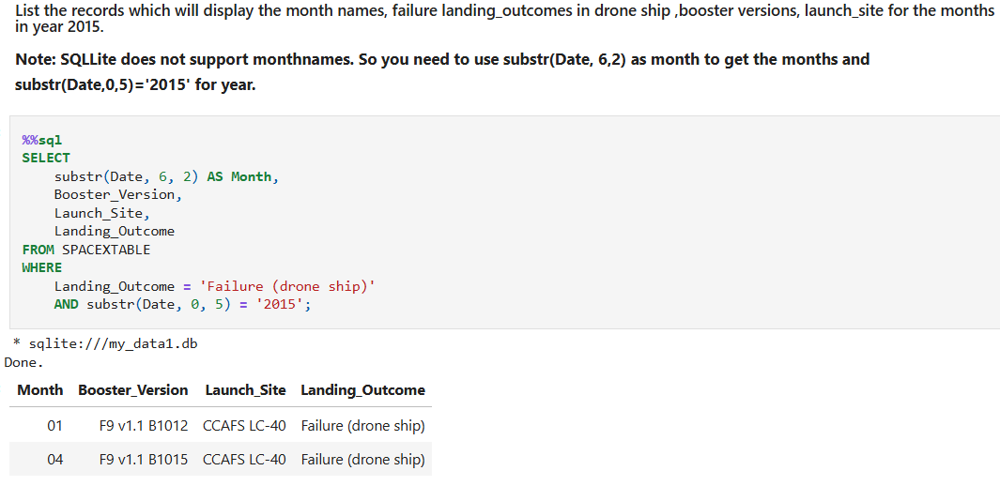 List the records which will display the month names, failure landing_outcomes in drone ship ,booster versions, launch_site for the months
in year 2015.
Note: SQLLite does not support monthnames. So you need to use substr(Date, 6,2) as month to get the months and
substr(Date,0,5)='2015' for year.
%%sql
SELECT
    substr(Date, 6, 2) AS Month,
    Booster_Version,
    Launch_Site,
    Landing_Outcome
FROM SPACEXTABLE
WHERE
    Landing_Outcome = 'Failure (drone ship)'
    AND substr(Date, 0, 5) = '2015';
* sqlite:///my_data1.db
Done.
Month Booster_Version Launch_Site Landing_Outcome
01 F9 v1.1 B1012 CCAFS LC-40 Failure (drone ship)
04 F9 v1.1 B1015 CCAFS LC-40 Failure (drone ship)